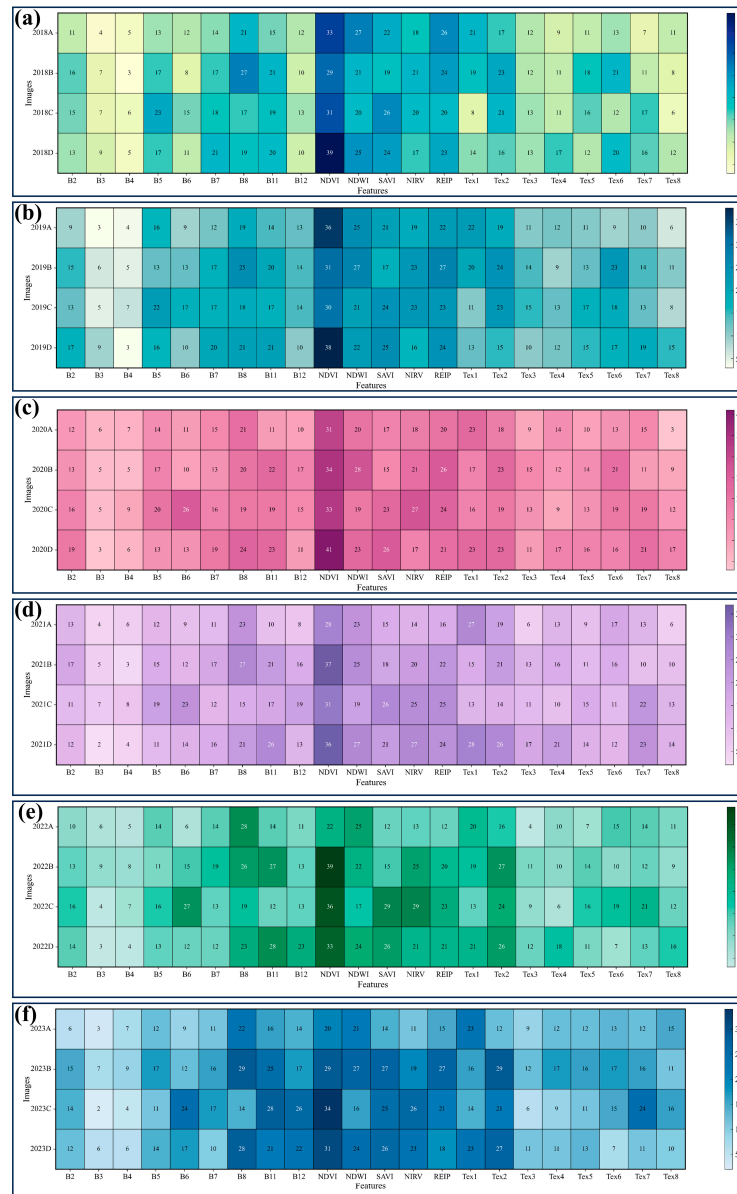 (a)
2018A 11 4 5 13 12 14 21 15 12 33 27 22 18 26 19 17 12 9 11 7 11
2018B 16 7 3 17 8 17 27 21 10 29 21 19 21 24 19 23 12 11 18 21 11 8
2018C 15 7 6 23 15 18 17 19 13 31 20 26 20 20 8 21 13 11 16 12 17 6
2018D 13 9 5 17 11 21 19 20 10 39 25 24 20 23 14 16 13 17 12 20 16 12
Images
B2 B3 B4 B5 B6 B7 B8 B11 B12 NDVI NDWI SAVI NIRV REIP Tex1 Tex2 Tex3 Tex4 Tex5 Tex6 Tex7 Tex8
Features
(b)
2019A 9 3 4 16 9 12 19 14 13 36 25 21 19 22 22 19 11 12 11 9 10 6
2019B 15 6 5 13 13 17 23 20 14 31 27 17 23 27 20 24 14 9 13 23 14 11
2019C 13 5 7 22 17 17 18 17 14 30 21 24 23 23 11 23 15 13 17 18 13 8
2019D 17 9 3 16 10 20 21 21 10 38 22 25 16 24 13 15 10 12 15 17 19 15
Images
B2 B3 B4 B5 B6 B7 B8 B11 B12 NDVI NDWI SAVI NIRV REIP Tex1 Tex2 Tex3 Tex4 Tex5 Tex6 Tex7 Tex8
Features
(c)
2020A 12 6 7 14 11 15 21 11 10 31 20 17 18 20 23 18 9 14 10 13 15 3
2020B 13 5 5 17 10 13 20 22 17 34 28 15 21 26 17 23 15 12 14 21 11 9
2020C 16 5 9 20 26 16 19 19 15 33 19 23 27 24 16 19 13 9 13 19 19 12
2020D 19 3 6 13 13 19 24 23 11 41 23 26 17 21 23 23 11 17 16 16 21 17
Images
B2 B3 B4 B5 B6 B7 B8 B11 B12 NDVI NDWI SAVI NIRV REIP Tex1 Tex2 Tex3 Tex4 Tex5 Tex6 Tex7 Tex8
Features
(d)
2021A 13 4 6 12 9 11 23 10 8 28 23 15 14 16 27 19 6 13 9 17 13 6
2021B 17 5 3 15 12 17 27 21 16 37 25 18 20 22 15 21 13 16 11 16 10 10
2021C 11 7 8 19 23 12 15 17 19 31 19 26 25 25 13 14 11 10 15 11 22 13
2021D 12 2 4 11 14 16 21 26 13 36 27 21 27 21 28 26 17 21 14 12 23 14
Images
B2 B3 B4 B5 B6 B7 B8 B11 B12 NDVI NDWI SAVI NIRV REIP Tex1 Tex2 Tex3 Tex4 Tex5 Tex6 Tex7 Tex8
Features
(e)
2022A 10 6 5 14 6 14 28 14 11 22 25 12 13 12 20 16 4 10 7 15 14 11
2022B 13 9 8 11 15 19 26 27 13 39 22 15 25 20 19 27 11 10 14 10 12 9
2022C 16 4 7 16 27 13 19 12 13 36 17 29 29 23 13 24 9 6 16 19 21 12
2022D 14 3 4 13 12 12 23 28 23 33 24 26 21 21 21 26 12 18 11 7 13 16
Images
B2 B3 B4 B5 B6 B7 B8 B11 B12 NDVI NDWI SAVI NIRV REIP Tex1 Tex2 Tex3 Tex4 Tex5 Tex6 Tex7 Tex8
Features
(f)
2023A 6 3 7 12 9 11 22 16 14 20 21 14 11 15 23 12 9 12 12 13 12 15
2023B 15 7 9 17 12 16 29 25 17 29 27 27 19 27 16 29 12 17 16 17 16 11
2023C 14 2 4 11 24 17 14 28 26 34 16 25 26 21 14 23 6 9 11 15 24 16
2023D 12 6 6 14 17 10 28 21 22 31 24 26 23 18 23 27 11 11 13 7 11 10
Images
B2 B3 B4 B5 B6 B7 B8 B11 B12 NDVI NDWI SAVI NIRV REIP Tex1 Tex2 Tex3 Tex4 Tex5 Tex6 Tex7 Tex8
Features